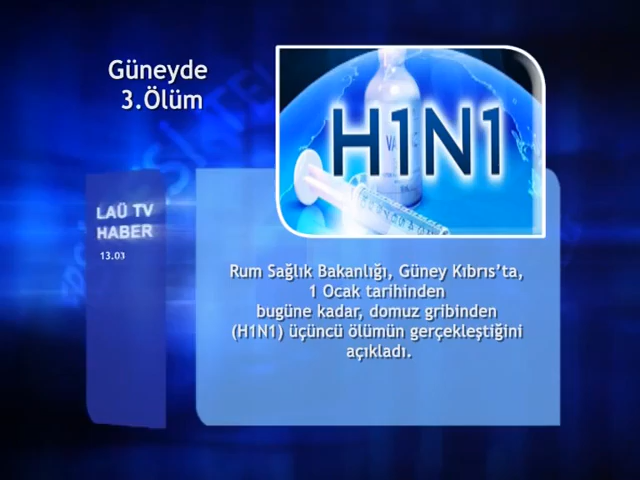 Güneyde
3.Ölüm
H1N1
LAÜ TV
HABER
13.03
Rum Sağlık Bakanlığı, Güney Kıbrıs'ta,
1 Ocak tarihinden
bugüne kadar, domuz gribinden
(H1N1) üçüncü ölümün gerçekleştiğini
açıkladı.